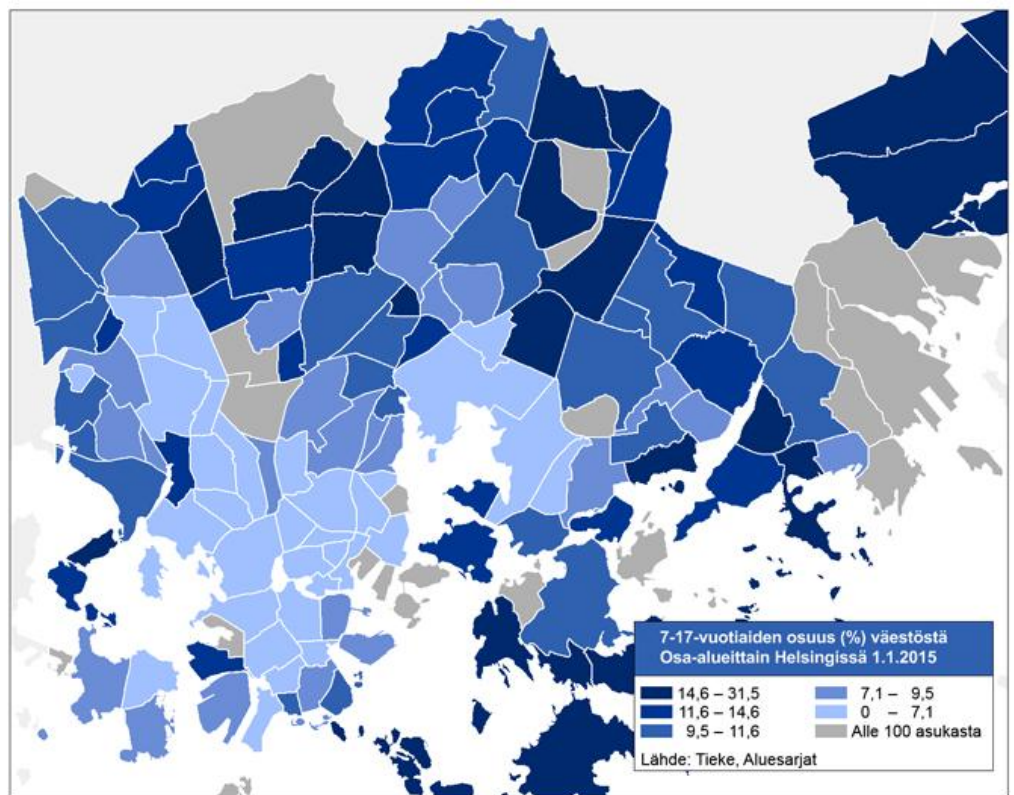 7-17-vuotiaiden osuus (%) väestöstä
Osa-alueittain Helsingissä 1.1.2015
14,6 – 31,5
7,1 – 9,5
11,6 – 14,6
0 – 7,1
9,5 – 11,6
Alle 100 asukasta
Lähde: Tieke, Aluesarjat